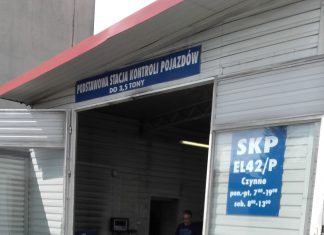 PODSTAWOWA STACJA KONTROLI POJAZDÓW
DO 3,5 TONY
SKP
EL42/P
Czynne
pon.-pt. 7⁰⁰-19⁰⁰
sob. 8⁰⁰-13⁰⁰